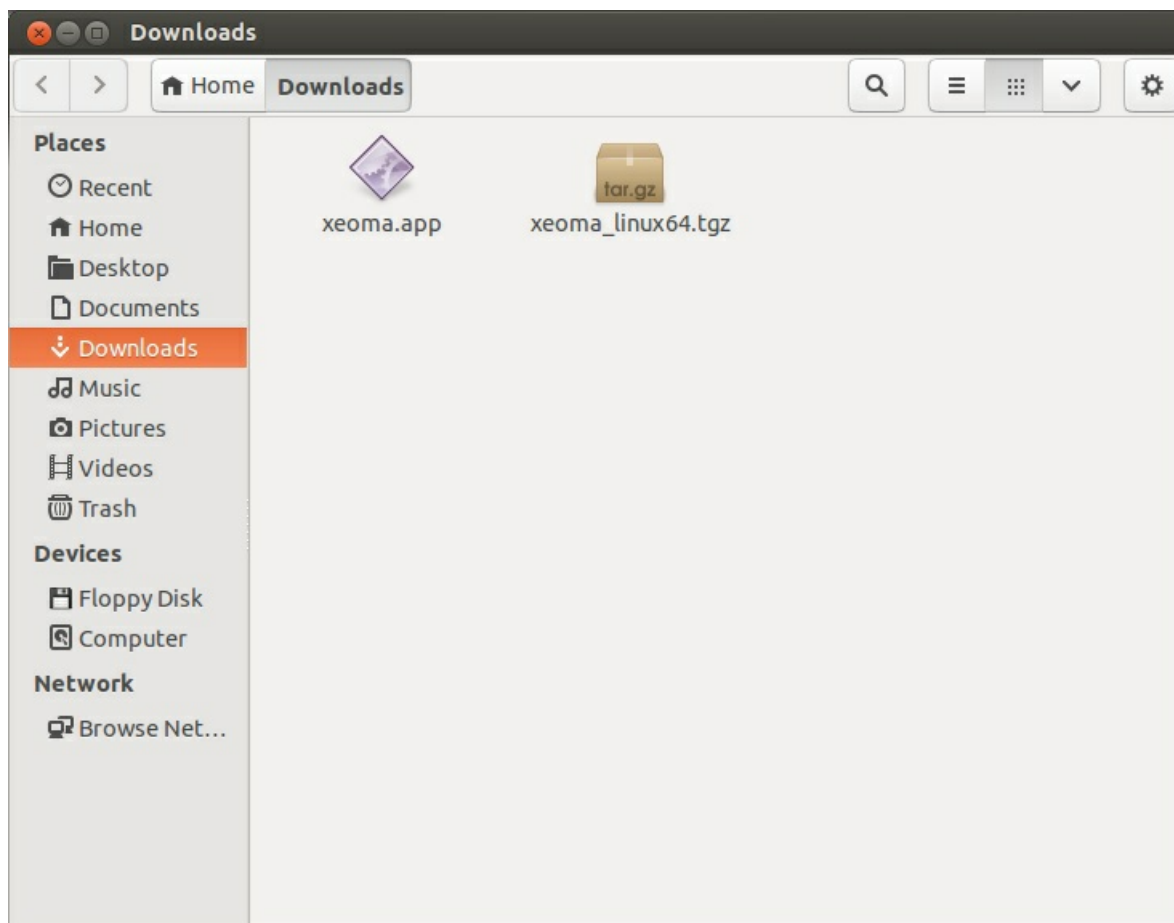 Downloads
Home Downloads
Places
Recent
Home
Desktop
Documents
Downloads
Music
Pictures
Videos
Trash
Devices
Floppy Disk
Computer
Network
Browse Net...
tar.gz
xeoma.app xeoma_linux64.tgz